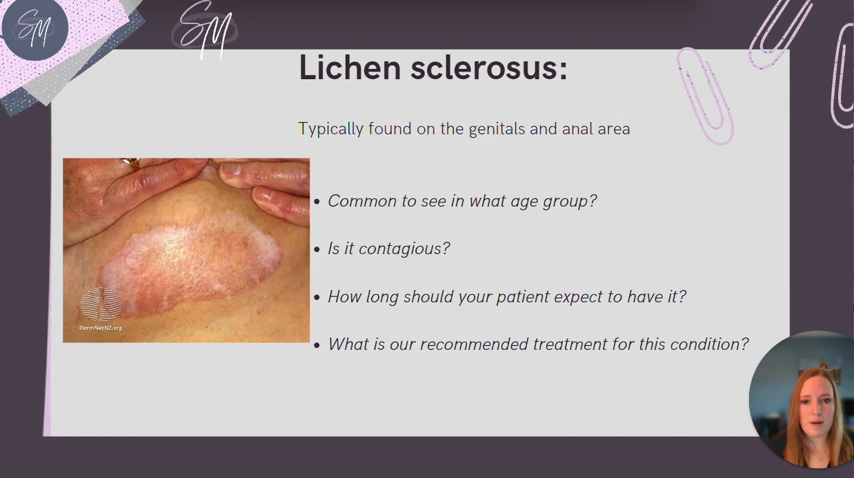 SM
SM
Lichen sclerosus:
Typically found on the genitals and anal area
• Common to see in what age group?
• Is it contagious?
• How long should your patient expect to have it?
• What is our recommended treatment for this condition?
DermNetNZ.org